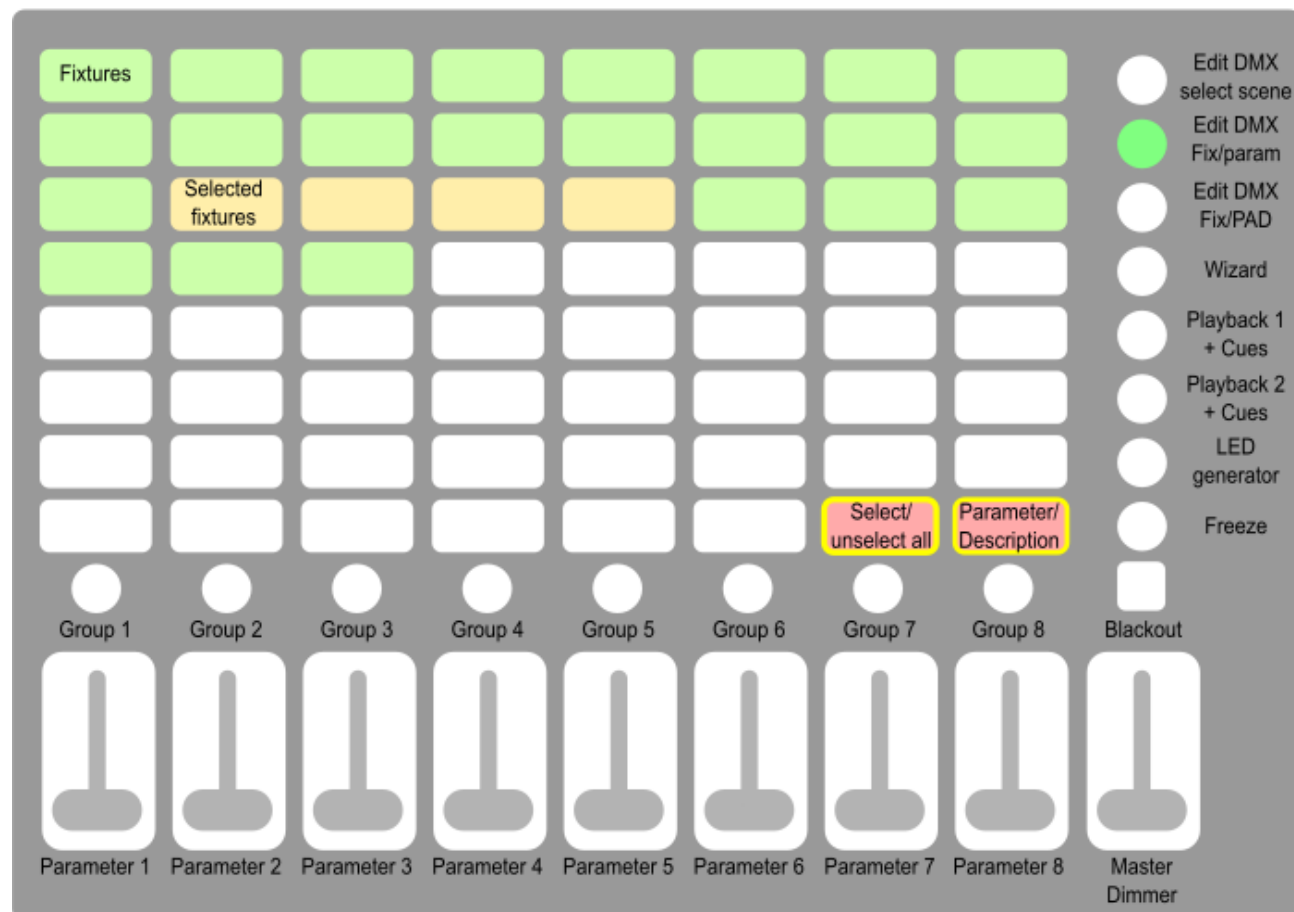 Fixtures
Edit DMX
select scene
Edit DMX
Fix/param
Selected
fixtures
Edit DMX
Fix/PAD
Wizard
Playback 1
+ Cues
Playback 2
+ Cues
LED
generator
Select/
unselect all
Parameter/
Description
Freeze
Group 1 Group 2 Group 3 Group 4 Group 5 Group 6 Group 7 Group 8 Blackout
Parameter 1 Parameter 2 Parameter 3 Parameter 4 Parameter 5 Parameter 6 Parameter 7 Parameter 8 Master
Dimmer